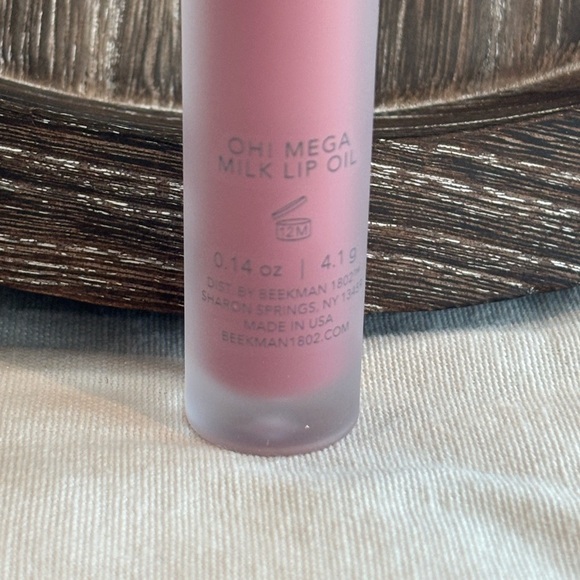 OH! MEGA
MILK LIP OIL
12M
0.14 oz | 4.1 g
DIST. BY BEEKMAN 1802
SHARON SPRINGS, NY
MADE IN USA
BEEKMAN1802.COM